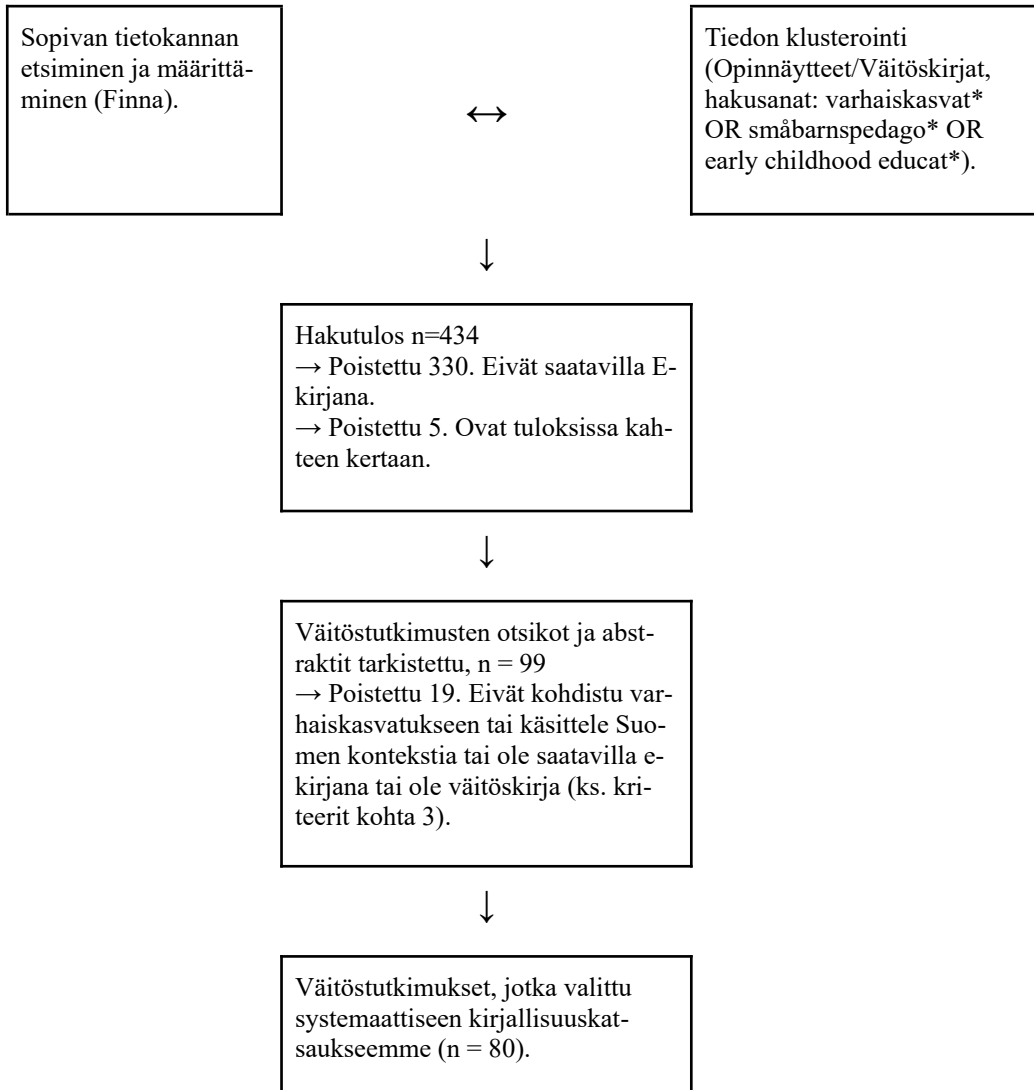 Sopivan tietokannan
etsiminen ja määrittä-
minen (Finna).
↔
Tiedon klusterointi
(Opinnäytteet/Väitöskirjat,
hakusanat: varhaiskasvat*
OR småbarnspedago* OR
early childhood educat*).
↓
Hakutulos n=434
→ Poistettu 330. Eivät saatavilla E-
kirjana.
→ Poistettu 5. Ovat tuloksissa kah-
teen kertaan.
↓
Väitöstutkimusten otsikot ja abst-
raktit tarkistettu, n = 99
→ Poistettu 19. Eivät kohdistu var-
haiskasvatukseen tai käsittele Suo-
men kontekstia tai ole saatavilla e-
kirjana tai ole väitöskirja (ks. kri-
teerit kohta 3).
↓
Väitöstutkimukset, jotka valittu
systemaattiseen kirjallisuuskat-
saukseemme (n = 80).